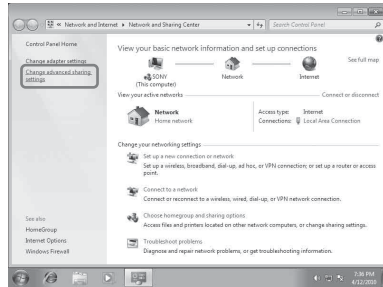 « Network and Internet ▸ Network and Sharing Center
Search Control Panel
Control Panel Home
Change adapter settings
Change advanced sharing
settings
View your basic network information and set up connections
See full map
SONY
(This computer)
Network
Internet
View your active networks
Connect or disconnect
Network
Home network
Access type: Internet
Connections: Local Area Connection
Change your networking settings
Set up a new connection or network
Set up a wireless, broadband, dial-up, ad hoc, or VPN connection; or set up a router or access
point.
Connect to a network
Connect or reconnect to a wireless, wired, dial-up, or VPN network connection.
Choose homegroup and sharing options
Access files and printers located on other network computers, or change sharing settings.
Troubleshoot problems
Diagnose and repair network problems, or get troubleshooting information.
See also
HomeGroup
Internet Options
Windows Firewall
7:38 PM
4/12/2010